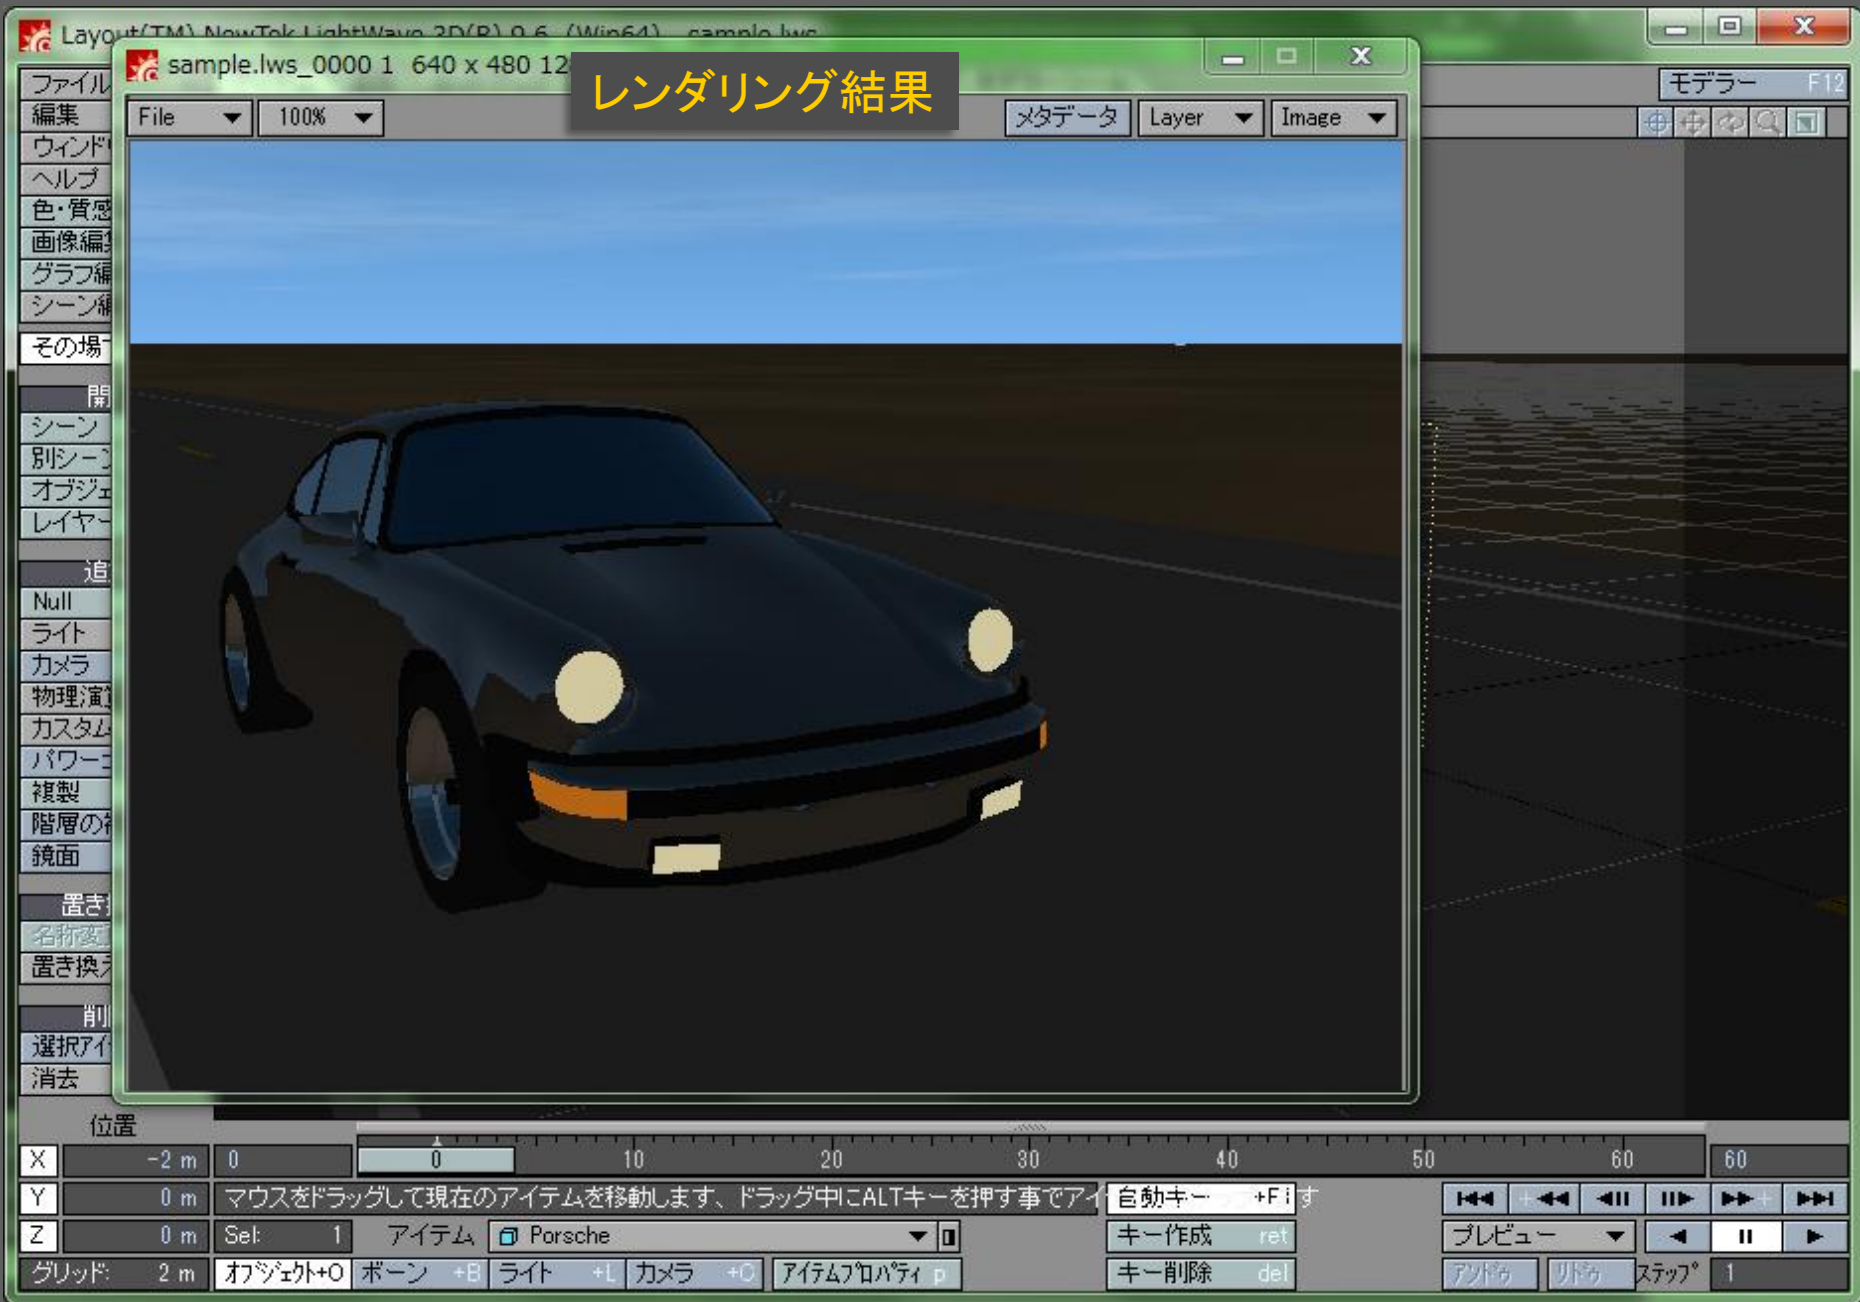 Layout(TM) NewTek LightWave 3D(R) 9.6 (Win64) sample.lws
sample.lws_0000 1 640 x 480
レンダリング結果
File
100%
メタデータ
Layer
Image
モデラー F12
ファイル
編集
ウィンド
ヘルプ
色・質感
画像編
グラフ編
シーン編
その場
開
シーン
別シーン
オブジェ
レイヤー
追
Null
ライト
カメラ
物理演
カスタム
パワー
複製
階層の
鏡面
置き
名称変
置き換え
削
選択アイ
消去
位置
0 0 10 20 30 40 50 60 60
X -2 m
Y 0 m
マウスをドラッグして現在のアイテムを移動します、ドラッグ中にALTキーを押す事でアイ
自動キー +Fi す
Z 0 m
Sel: 1
アイテム Porsche
キー作成 ret
プレビュー
グリッド: 2 m
オブジェクト+O
ボーン +B
ライト +L
カメラ +C
アイテムプロパティ p
キー削除 del
アンドゥ
リドゥ
ステップ 1